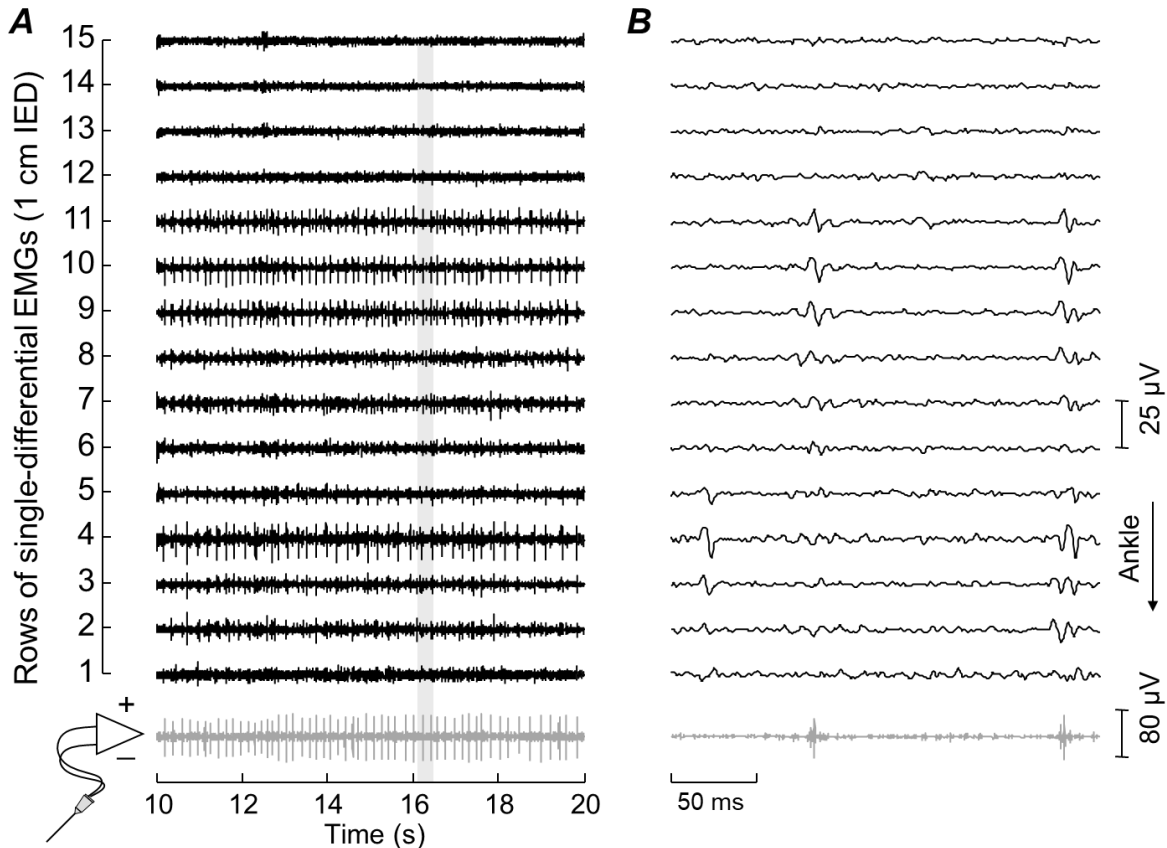 A
B
Rows of single-differential EMGs (1 cm IED)
15
14
13
12
11
10
9
8
7
6
5
4
3
2
1
+
–
10 12 14 16 18 20
Time (s)
50 ms
25 µV
Ankle
80 µV